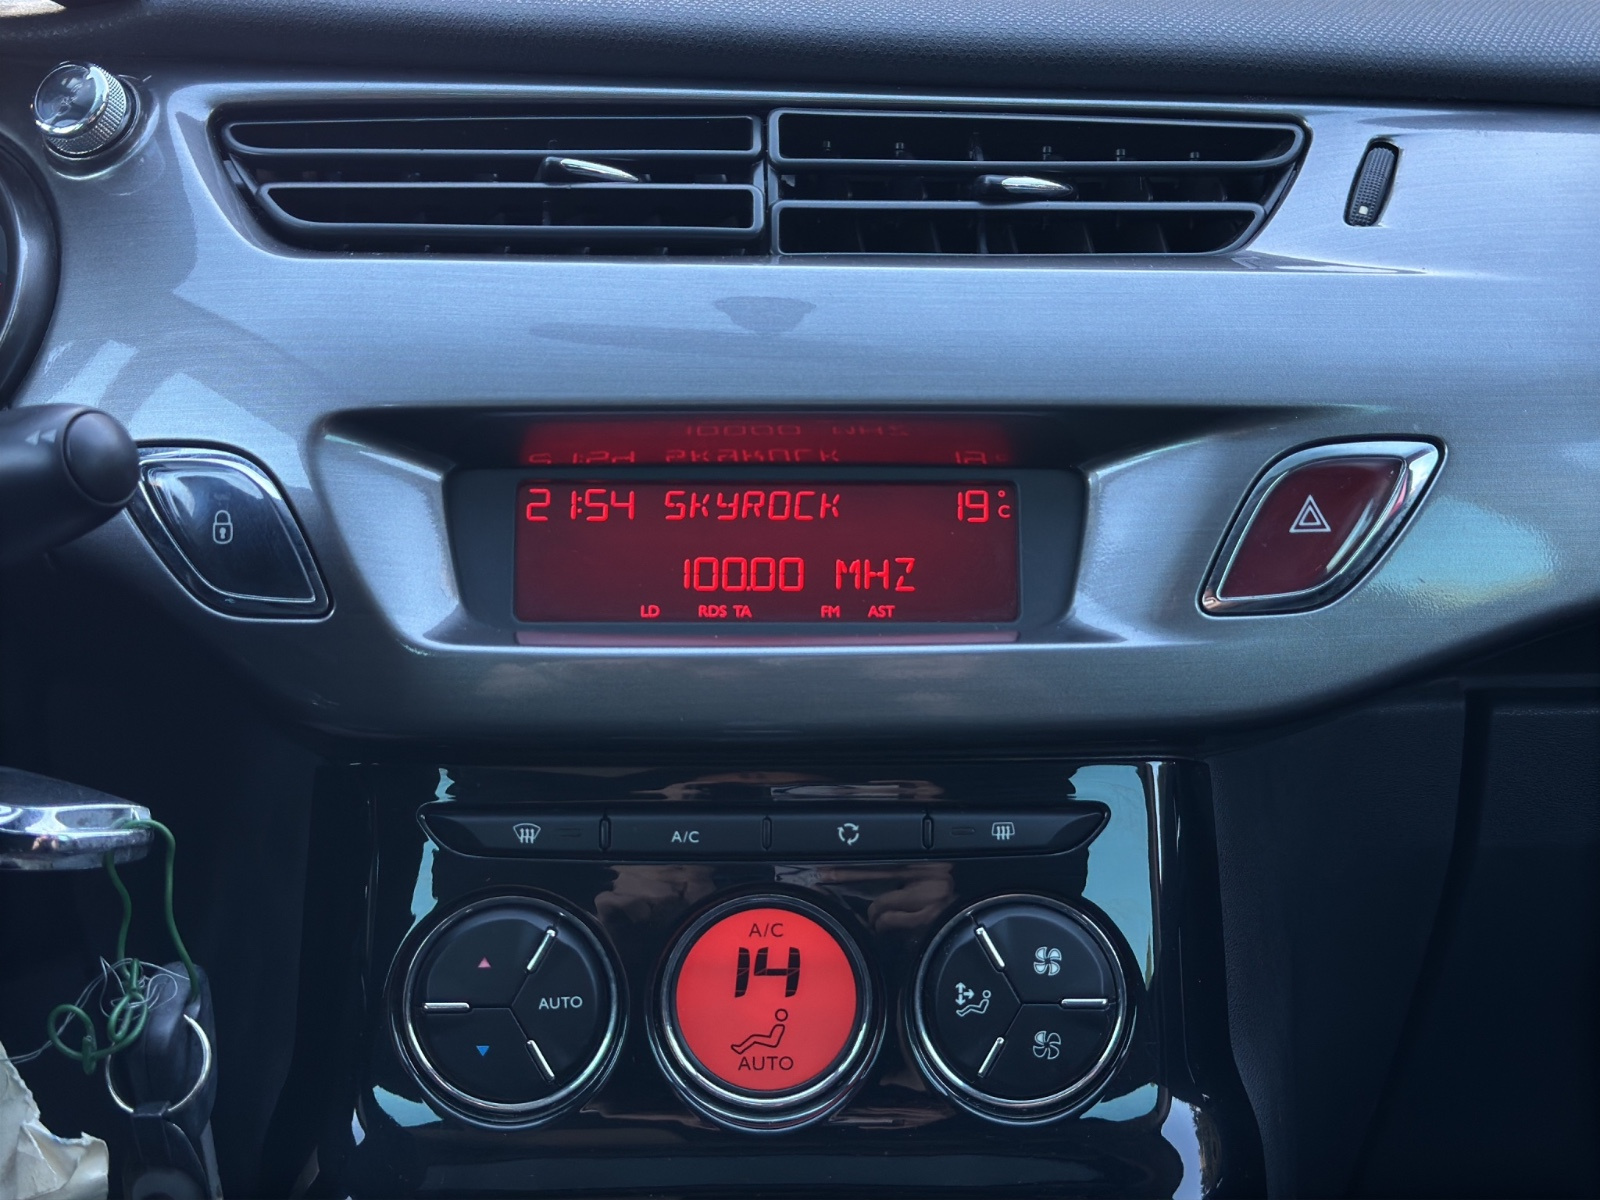 21:54 SKYROCK 19°C
100.00 MHZ
LD RDS TA FM AST
A/C
A/C
14
AUTO
AUTO